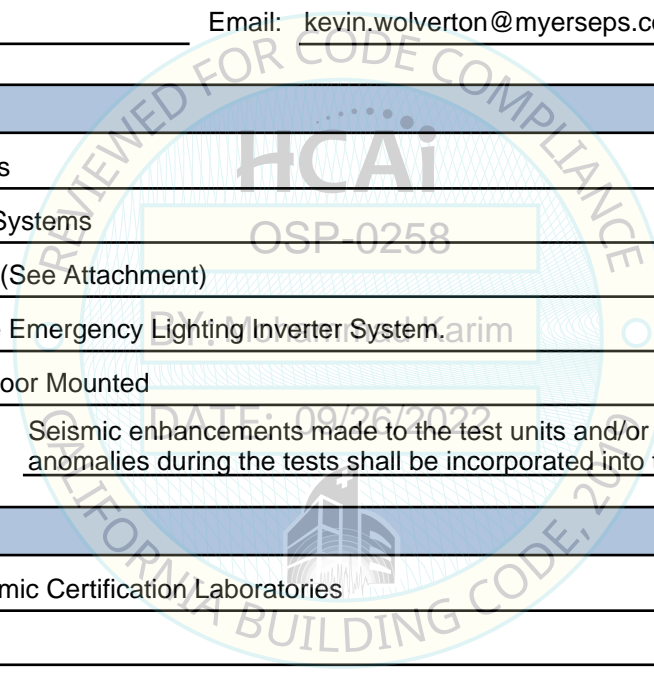 Email: kevin.wolverton@myerseps.c
REVIEWED FOR CODE COMPLIANCE
HCAi
s
Systems
OSP-0258
(See Attachment)
Emergency Lighting Inverter System.
BY: Mohammad Karim
oor Mounted
DATE: 09/26/2022
Seismic enhancements made to the test units and/or
anomalies during the tests shall be incorporated into
mic Certification Laboratories
CALIFORNIA BUILDING CODE, 2019